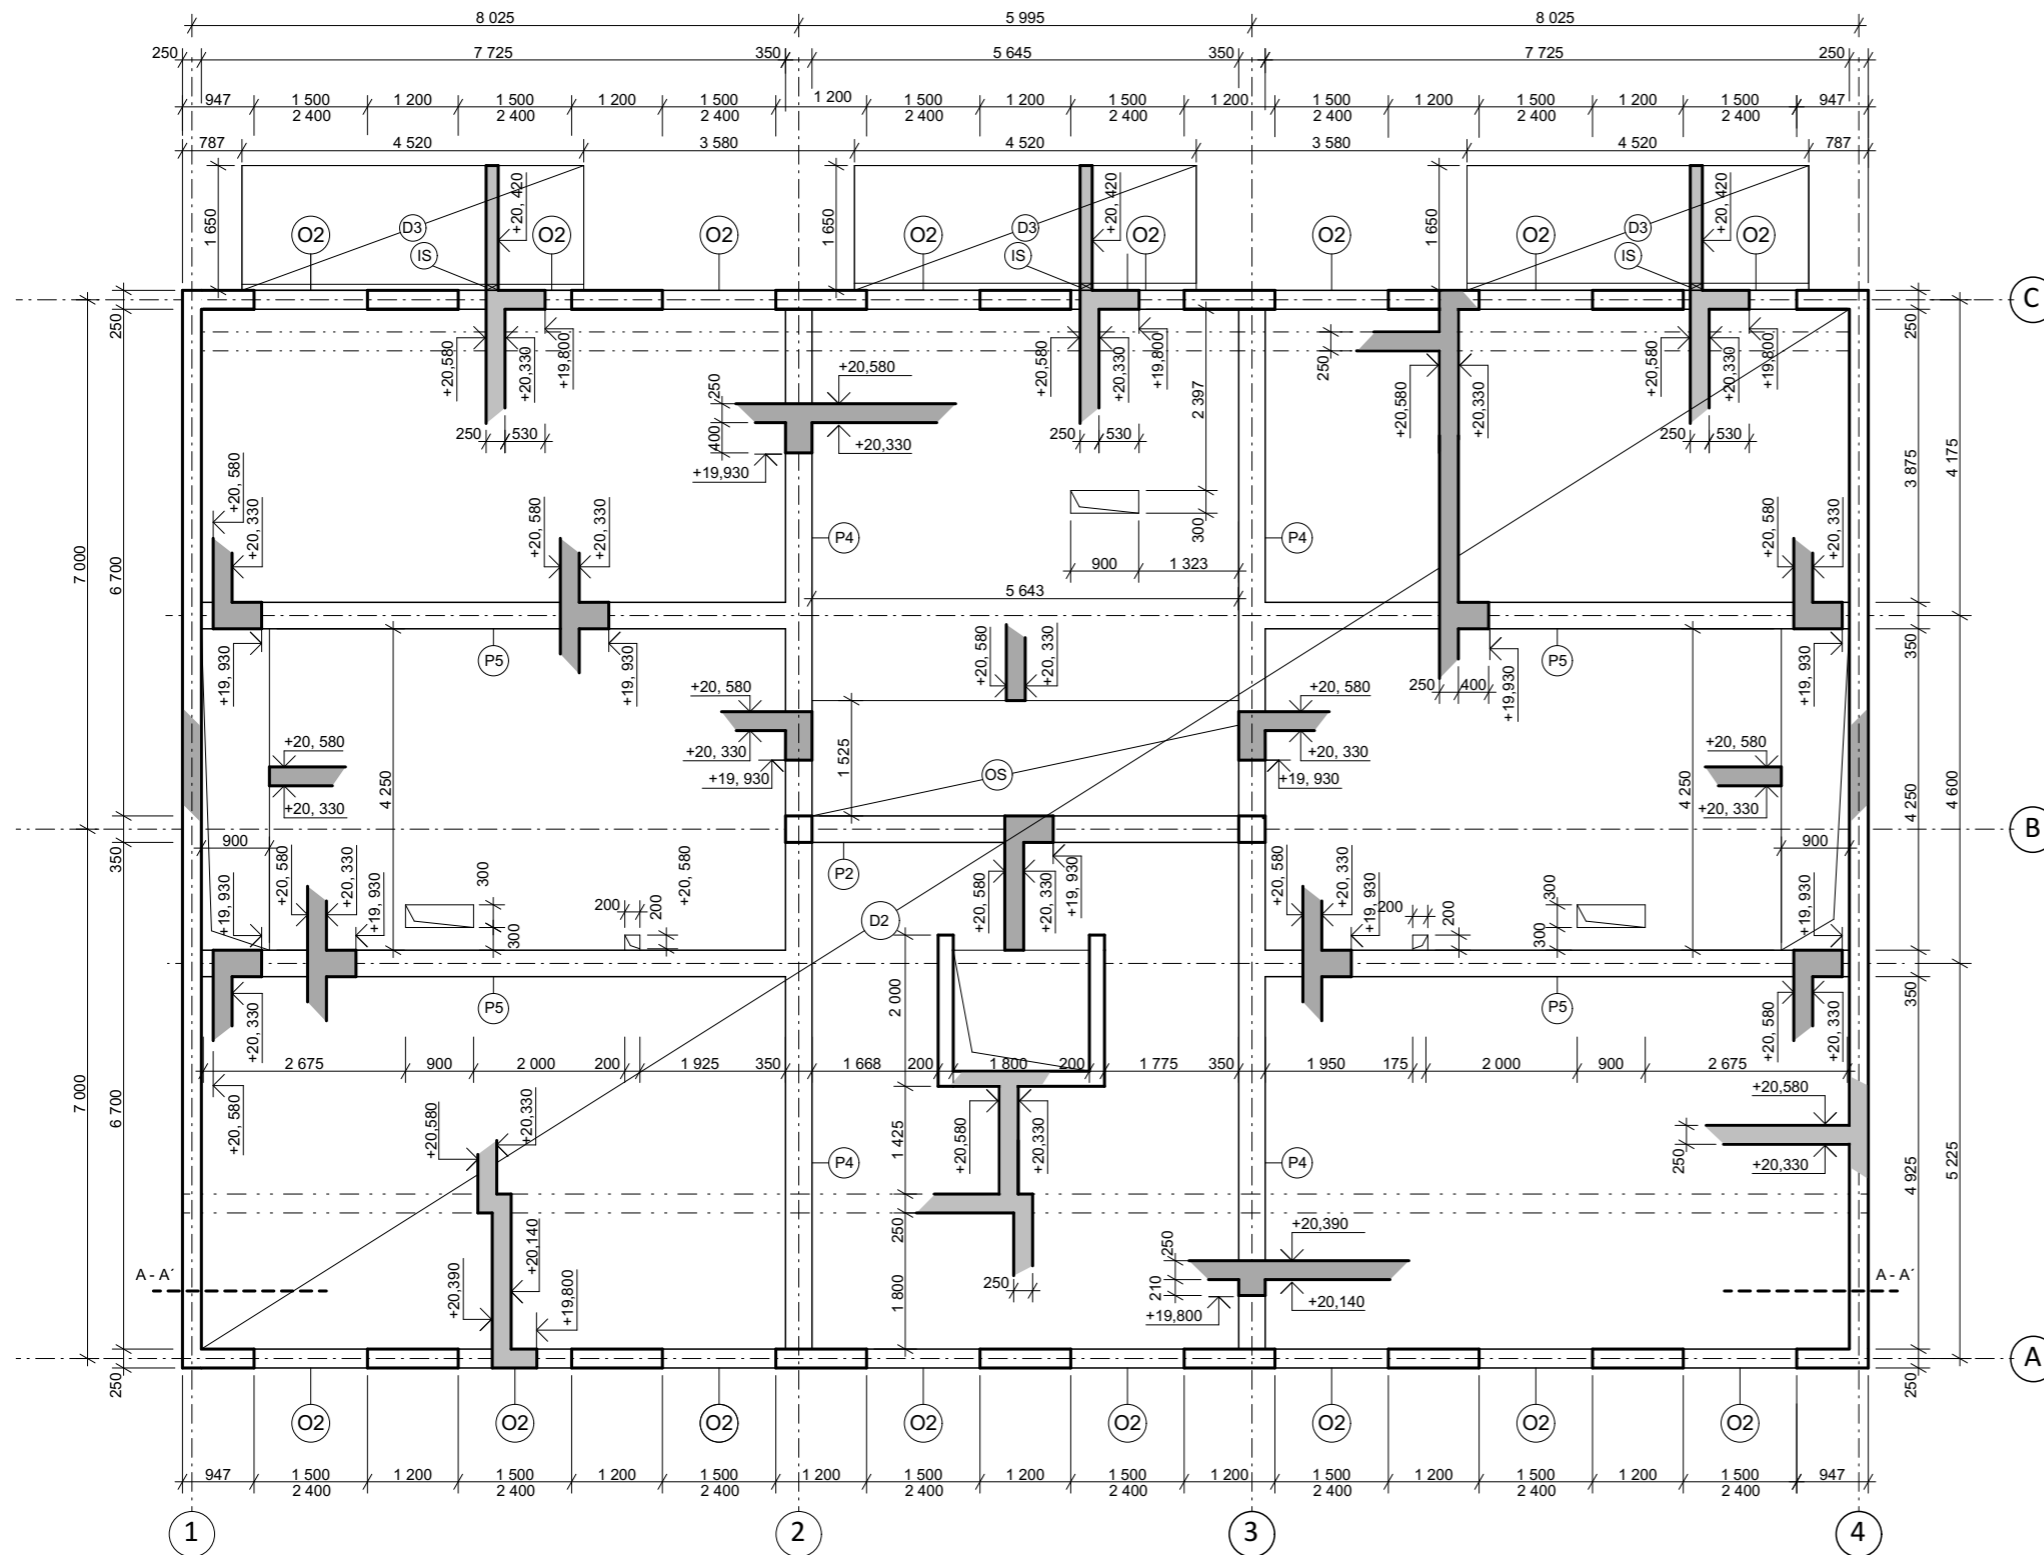 8 025 5 995 8 025
250 7 725 350 5 645 350 7 725 250
947 1 500 1 200 1 500 1 200 1 500 1 200 1 500 1 200 1 500 1 200 1 500 1 200 1 500 1 200 1 500 947
2 400 2 400 2 400 2 400 2 400 2 400 2 400 2 400
787 4 520 3 580 4 520 3 580 4 520 787
1 650 +20, 420 1 650 +20, 420 1 650 +20, 420
O2 D3 O2 O2 O2 D3 O2 O2 O2 D3 O2
IS IS IS
C
250 +20,580 +20,330 +19,800 +20,580 +20,330 +19,800 250 +20,580 +20,330 +20,580 +20,330 +19,800 250
250 +20,580 2 397
250 530 400 +20,330 250 530 250 530
+19,930
3 875 4 175
+20, 580 +20, 330 +20, 580 +20, 330 P4 300 P4 +20, 580 +20, 330
900 1 323
7 000 6 700
5 643
+19, 930 P5 +19, 930 +20, 580 +20, 330 P5 +19, 930 350
250 400 +19,930
+20, 580 +20, 580
+20, 330 1 525 +20, 330
+19, 930 +19, 930
+20, 580 4 250 OS 4 250 +20, 580 4 250 4 600
+20, 330 +20, 330
B
350 900 P2 900
+19, 930 +20, 580 +20, 330 +19, 930 300 300 200 200 +20, 580 +20, 580 +20, 330 +19, 930 +20, 580 +20, 330 +19, 930 200 200 300 300 +19, 930
D2
+20, 330 P5 2 000 P5 +20, 580 +20, 330 350
2 675 900 2 000 200 1 925 350 1 668 200 1 800 200 1 775 350 1 950 175 2 000 900 2 675
+20, 580
7 000 6 700
+20,580 +20,330 1 425 +20,580 +20,330 +20,580
250 +20,330
P4 P4
4 925 5 225
250 250 +20,390
A - A´ +20,390 +20,140 +19,800 1 800 250 210 +20,140 A - A´
+19,800
A
250 250
O2 O2 O2 O2 O2 O2 O2 O2
947 1 500 1 200 1 500 1 200 1 500 1 200 1 500 1 200 1 500 1 200 1 500 1 200 1 500 1 200 1 500 947
2 400 2 400 2 400 2 400 2 400 2 400 2 400 2 400
1 2 3 4